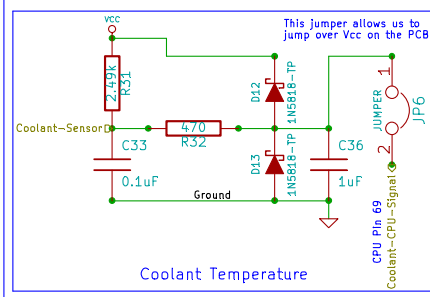 vcc
This jumper allows us to
jump over Vcc on the PCB
2.49k
R31
D12
1N5818-TP
1
JUMPER
JP6
2
Coolant-Sensor
470
R32
C33
0.1uF
D13
1N5818-TP
C36
1uF
Ground
CPU Pin 69
Coolant-CPU-Signal
Coolant Temperature